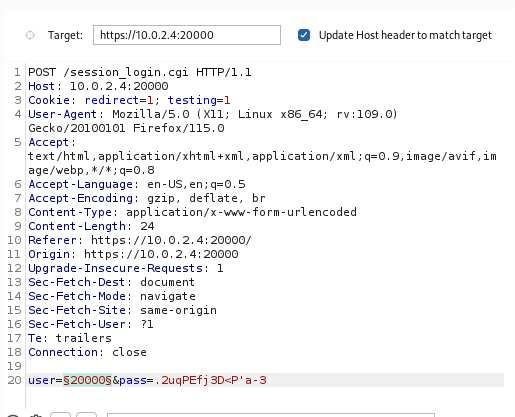 Target: https://10.0.2.4:20000 Update Host header to match target
1 POST /session_login.cgi HTTP/1.1
2 Host: 10.0.2.4:20000
3 Cookie: redirect=1; testing=1
4 User-Agent: Mozilla/5.0 (X11; Linux x86_64; rv:109.0)
Gecko/20100101 Firefox/115.0
5 Accept:
text/html,application/xhtml+xml,application/xml;q=0.9,image/avif,im
age/webp,*/*;q=0.8
6 Accept-Language: en-US,en;q=0.5
7 Accept-Encoding: gzip, deflate, br
8 Content-Type: application/x-www-form-urlencoded
9 Content-Length: 24
10 Referer: https://10.0.2.4:20000/
11 Origin: https://10.0.2.4:20000
12 Upgrade-Insecure-Requests: 1
13 Sec-Fetch-Dest: document
14 Sec-Fetch-Mode: navigate
15 Sec-Fetch-Site: same-origin
16 Sec-Fetch-User: ?1
17 Te: trailers
18 Connection: close
19
20 user=§20000§&pass=.2uqPEfj3D<P'a-3